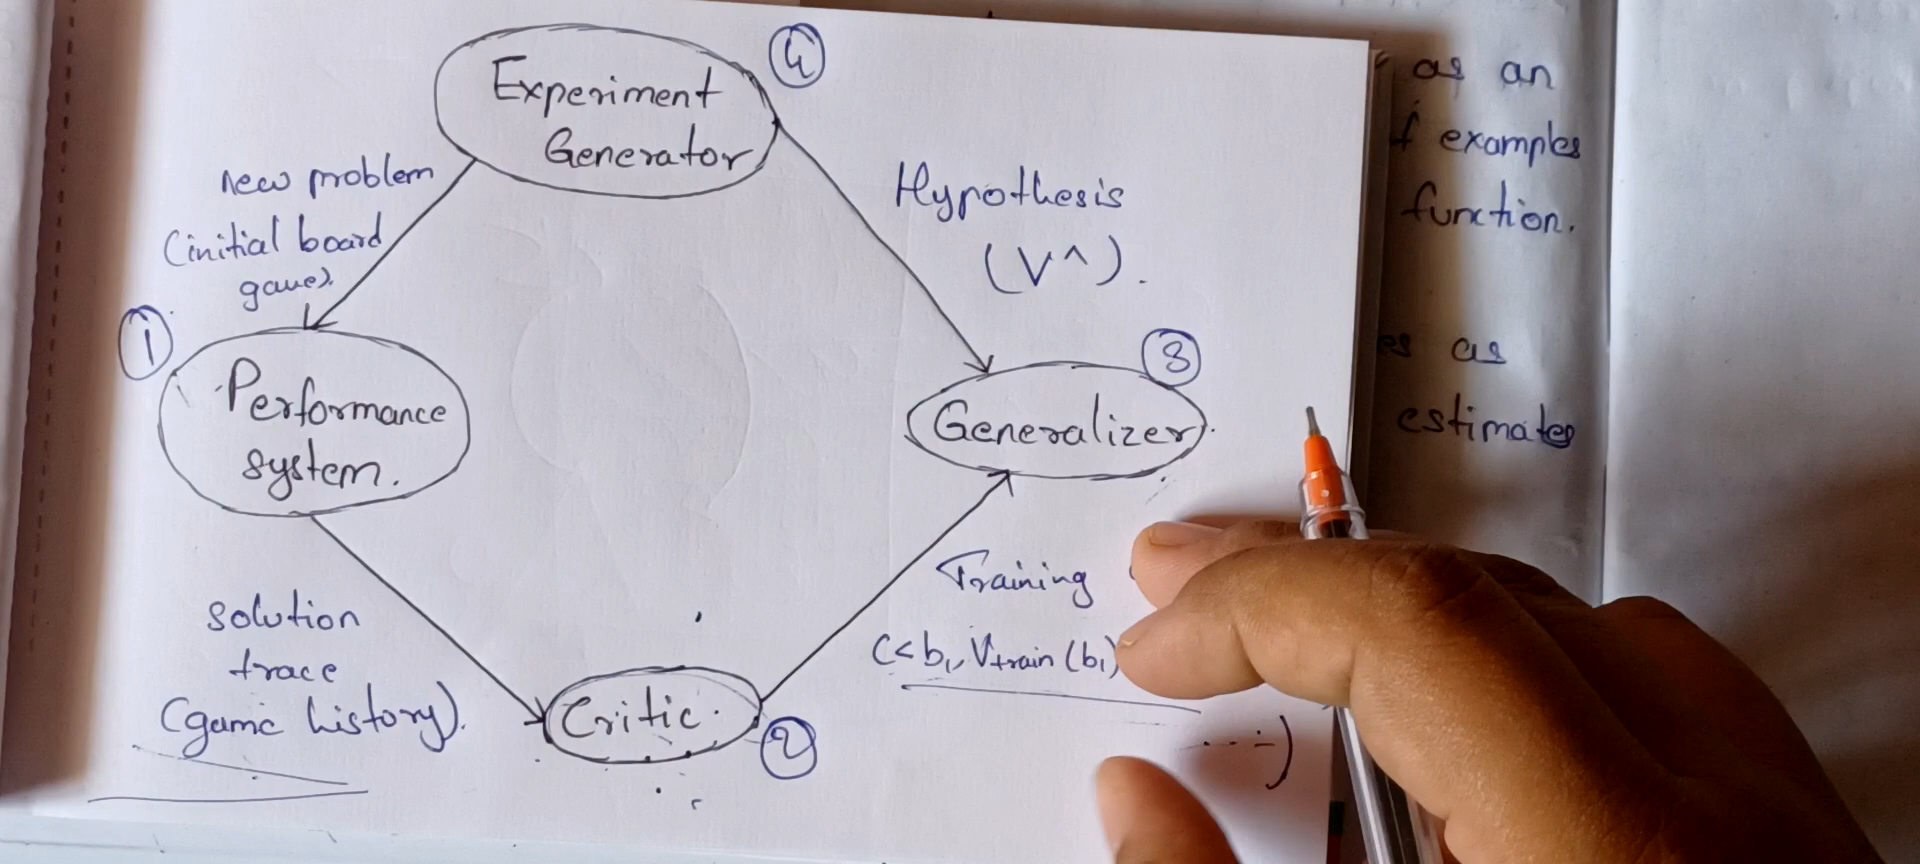 4
Experiment
Generator
new problem
(initial board
game).
Hypothesis
(V^).
1
Performance
system.
3
Generalizer.
solution
trace
(game history).
Critic.
2
Training
(<b1, Vtrain (b1)
...)
as an
examples
function.
as
estimates